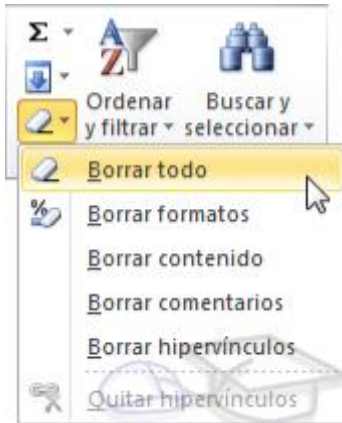 Σ
A
Z
Ordenar
y filtrar
Buscar y
seleccionar
Borrar todo
%
Borrar formatos
Borrar contenido
Borrar comentarios
Borrar hipervínculos
Quitar hipervínculos